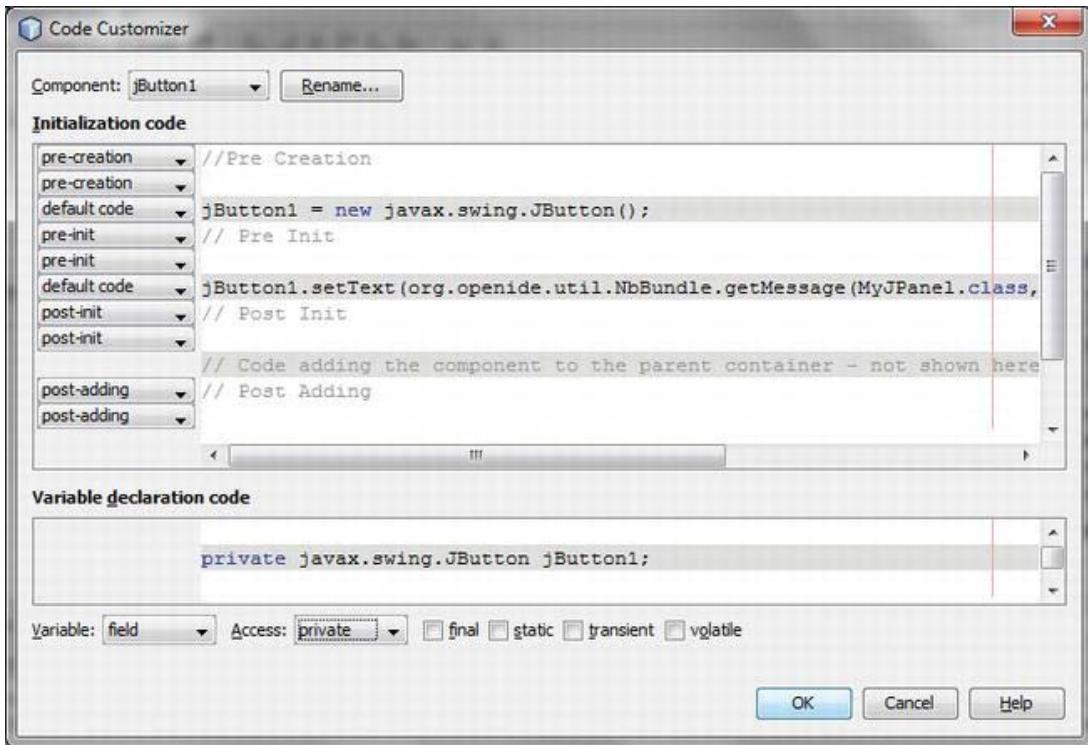 Code Customizer
Component: jButton1 Rename...
Initialization code
pre-creation //Pre Creation
pre-creation
default code jButton1 = new javax.swing.JButton();
pre-init // Pre Init
pre-init
default code jButton1.setText(org.openide.util.NbBundle.getMessage(MyJPanel.class,
post-init // Post Init
post-init
// Code adding the component to the parent container - not shown here
post-adding // Post Adding
post-adding
Variable declaration code
private javax.swing.JButton jButton1;
Variable: field Access: private final static transient volatile
OK Cancel Help